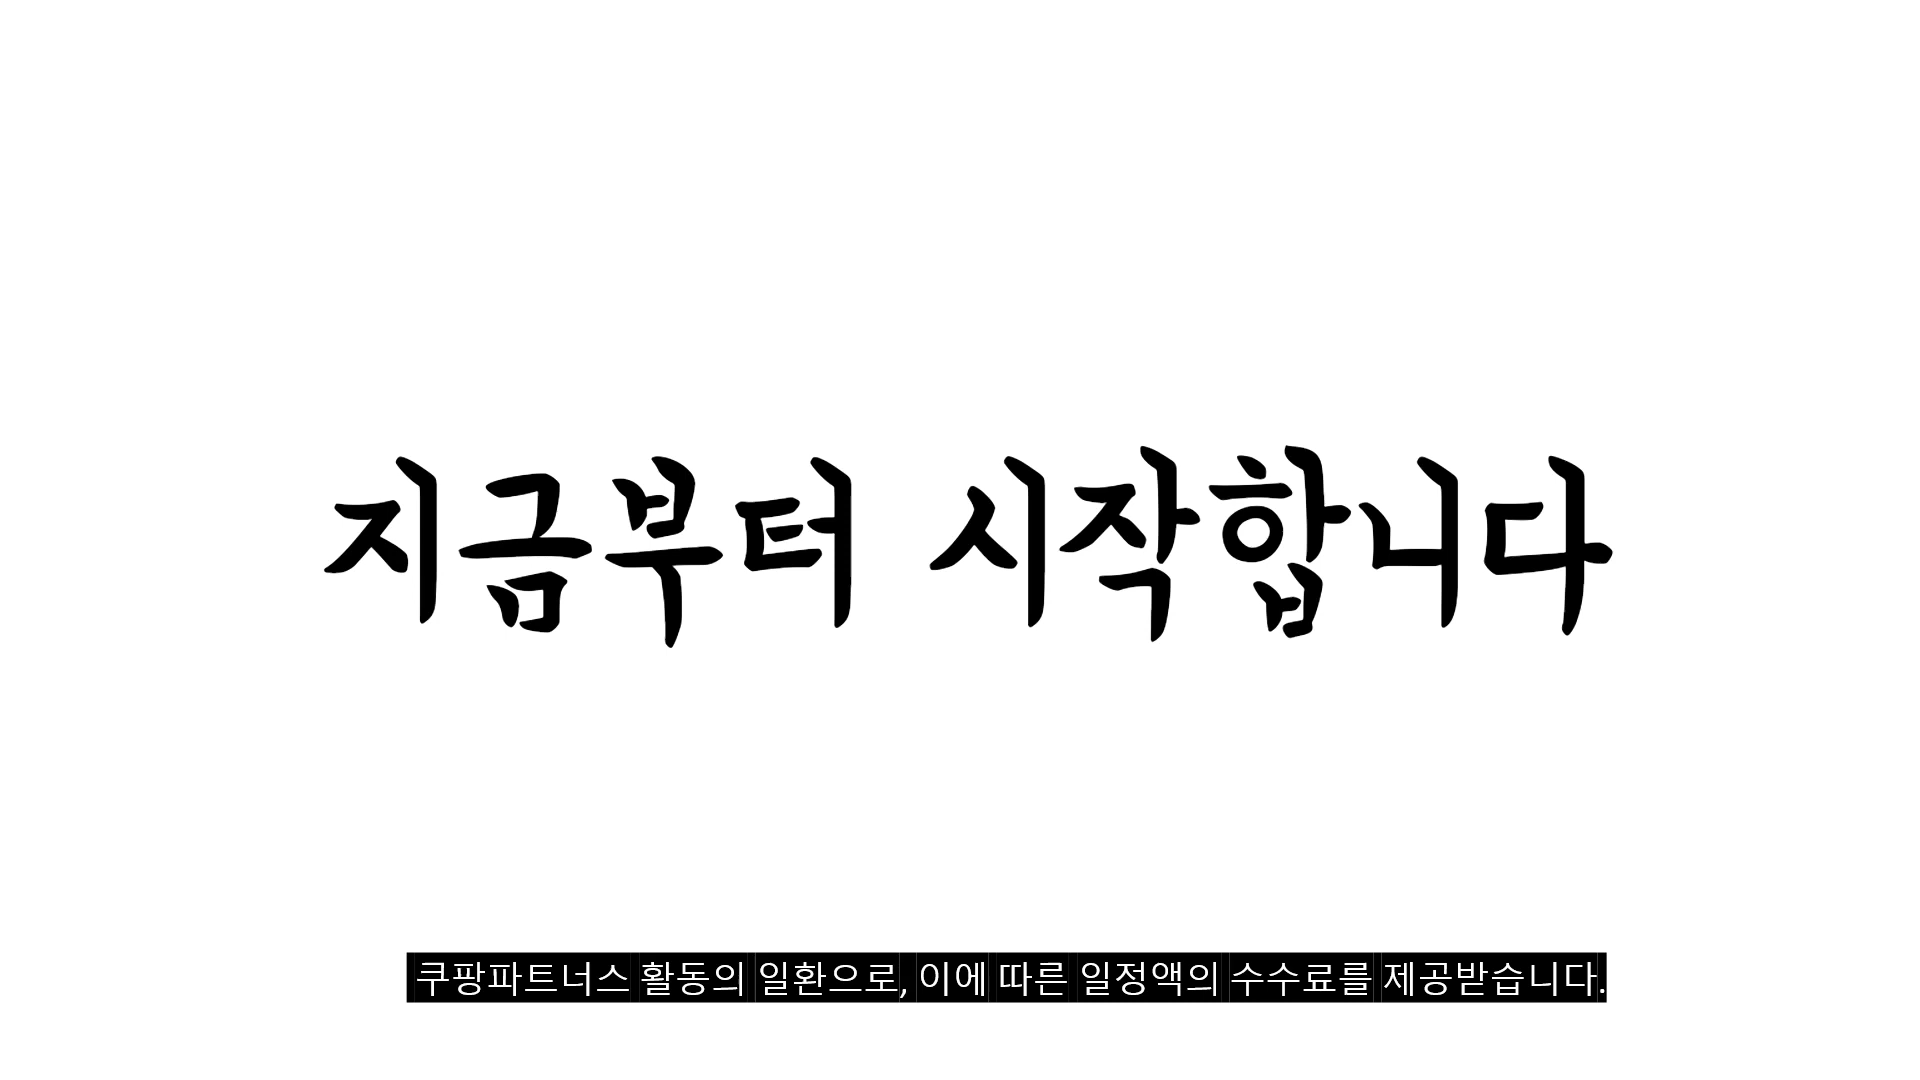 지금부터 시작합니다
쿠팡파트너스 활동의 일환으로, 이에 따른 일정액의 수수료를 제공받습니다.